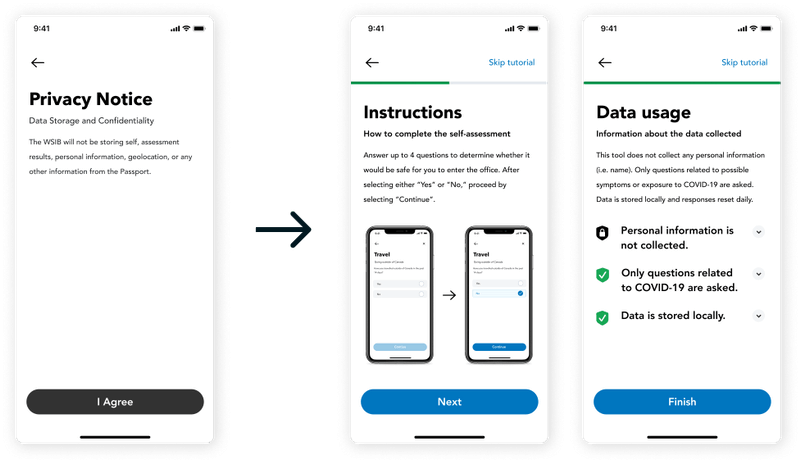 9:41
Privacy Notice
Data Storage and Confidentiality
The WSIB will not be storing self, assessment
results, personal information, geolocation, or any
other information from the Passport.
I Agree
9:41
Skip tutorial
Instructions
How to complete the self-assessment
Answer up to 4 questions to determine whether it
would be safe for you to enter the office. After
selecting either “Yes” or “No,” proceed by
selecting “Continue”.
Travel
Travel
Continue
Next
9:41
Skip tutorial
Data usage
Information about the data collected
This tool does not collect any personal information
(i.e. name). Only questions related to possible
symptoms or exposure to COVID-19 are asked.
Data is stored locally and responses reset daily.
Personal information is
not collected.
Only questions related
to COVID-19 are asked.
Data is stored locally.
Finish